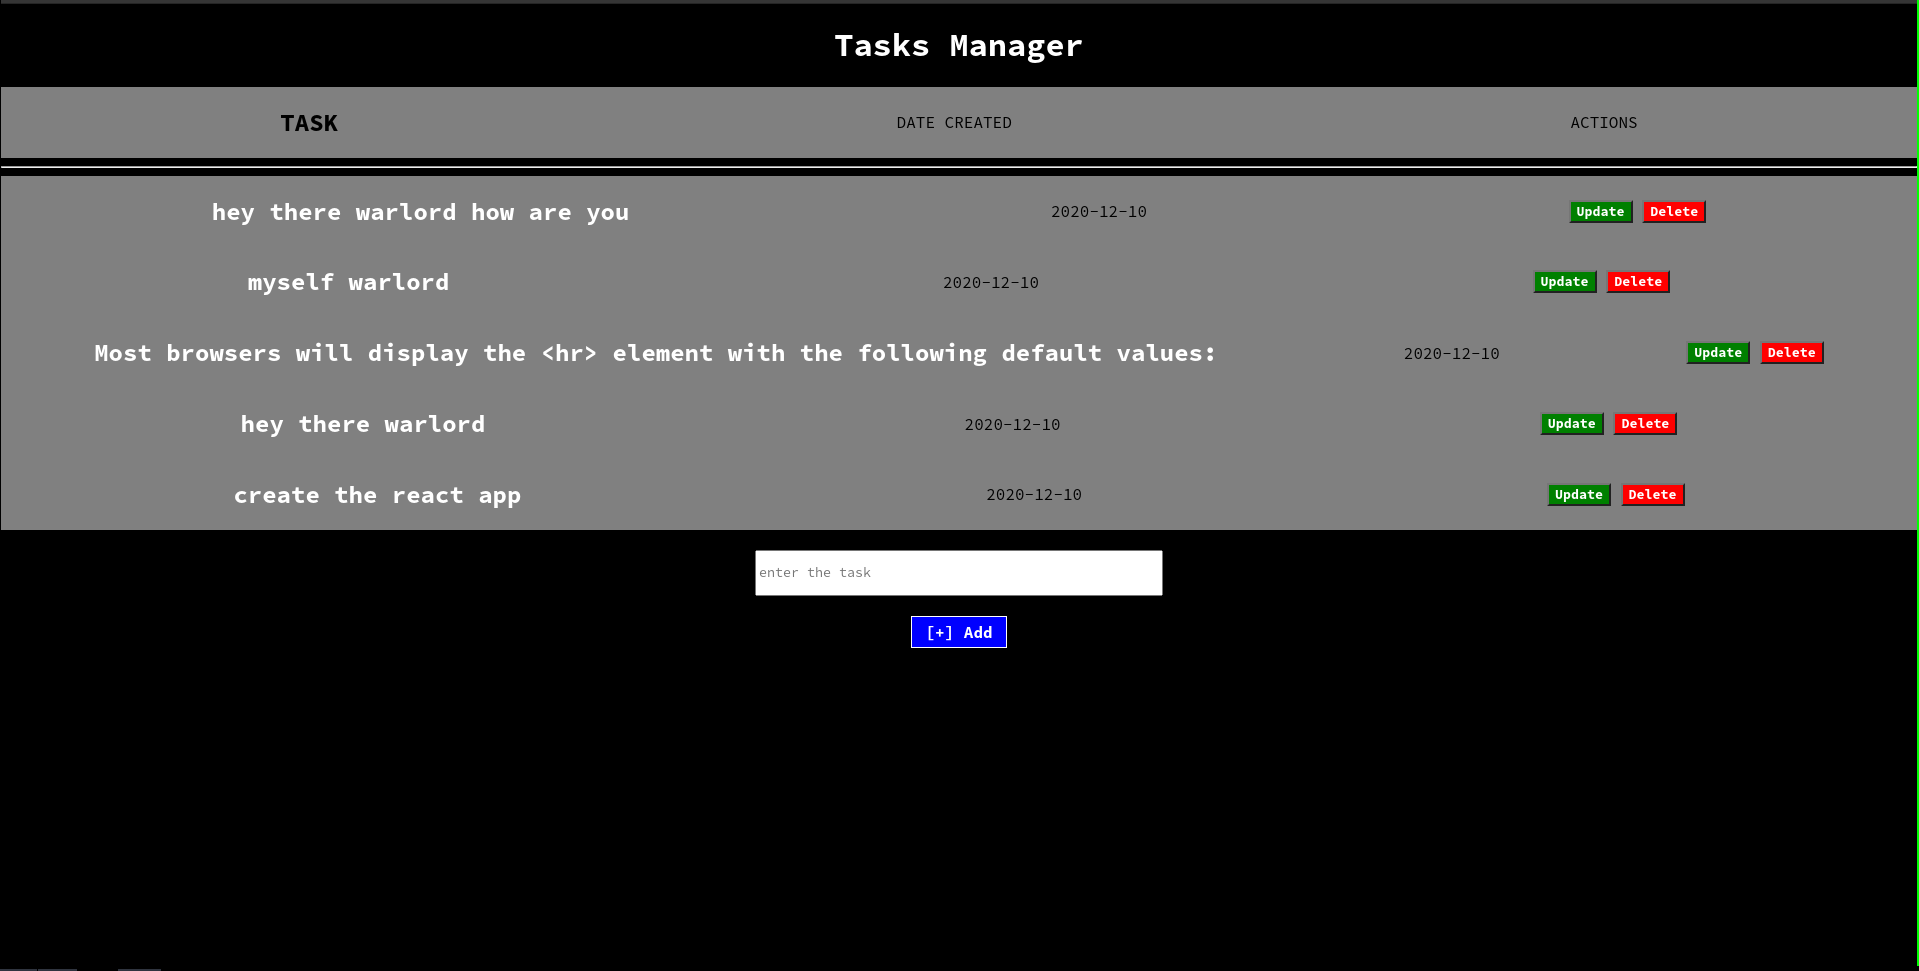 Tasks Manager
TASK DATE CREATED ACTIONS
hey there warlord how are you 2020-12-10 Update Delete
myself warlord 2020-12-10 Update Delete
Most browsers will display the <hr> element with the following default values: 2020-12-10 Update Delete
hey there warlord 2020-12-10 Update Delete
create the react app 2020-12-10 Update Delete
enter the task
[+] Add